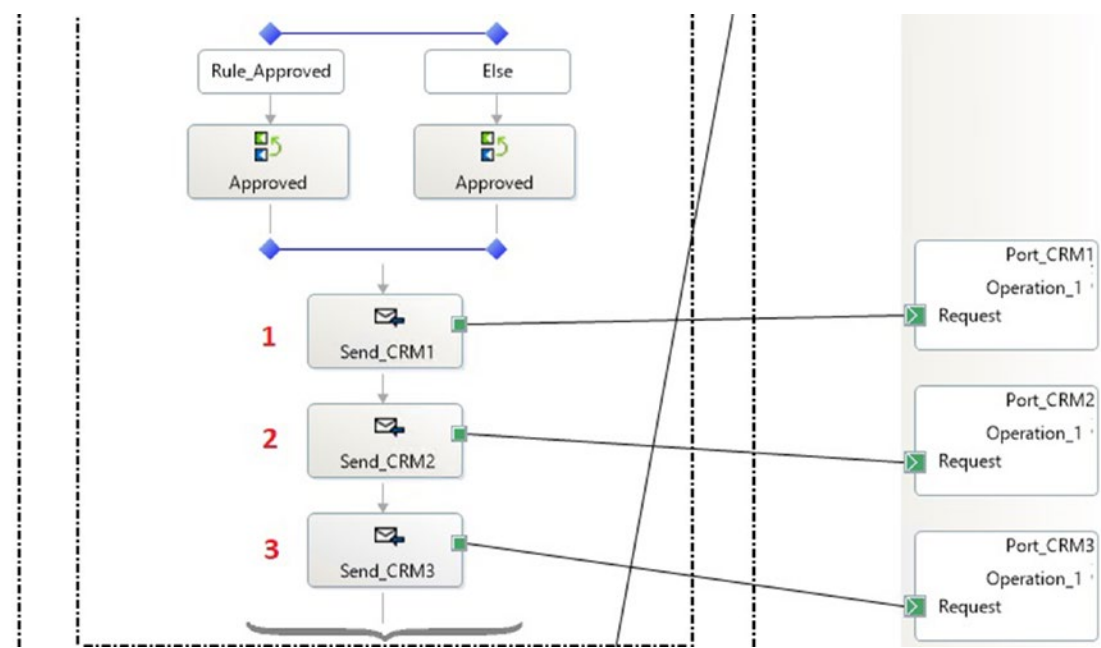 Rule_Approved
Else
Approved
Approved
Port_CRM1
Operation_1
Request
1
Send_CRM1
Port_CRM2
Operation_1
Request
2
Send_CRM2
Port_CRM3
Operation_1
Request
3
Send_CRM3